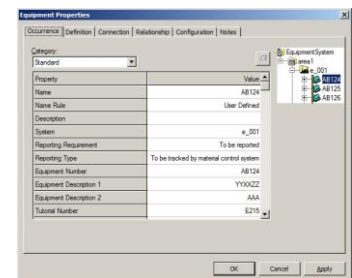 Equipment Properties
Occurrence Definition Connection Relationship Configuration Notes
Category:
Standard
Property Value
Name AB124
Name Rule User Defined
Description
System e_001
Reporting Requirement To be reported
Reporting Type To be tracked by material control system
Equipment Number AB124
Equipment Description 1 YYXXZZ
Equipment Description 2 AAA
Tutorial Number E215
EquipmentSystem
area1
e_001
AB124
AB125
AB126
OK Cancel Apply